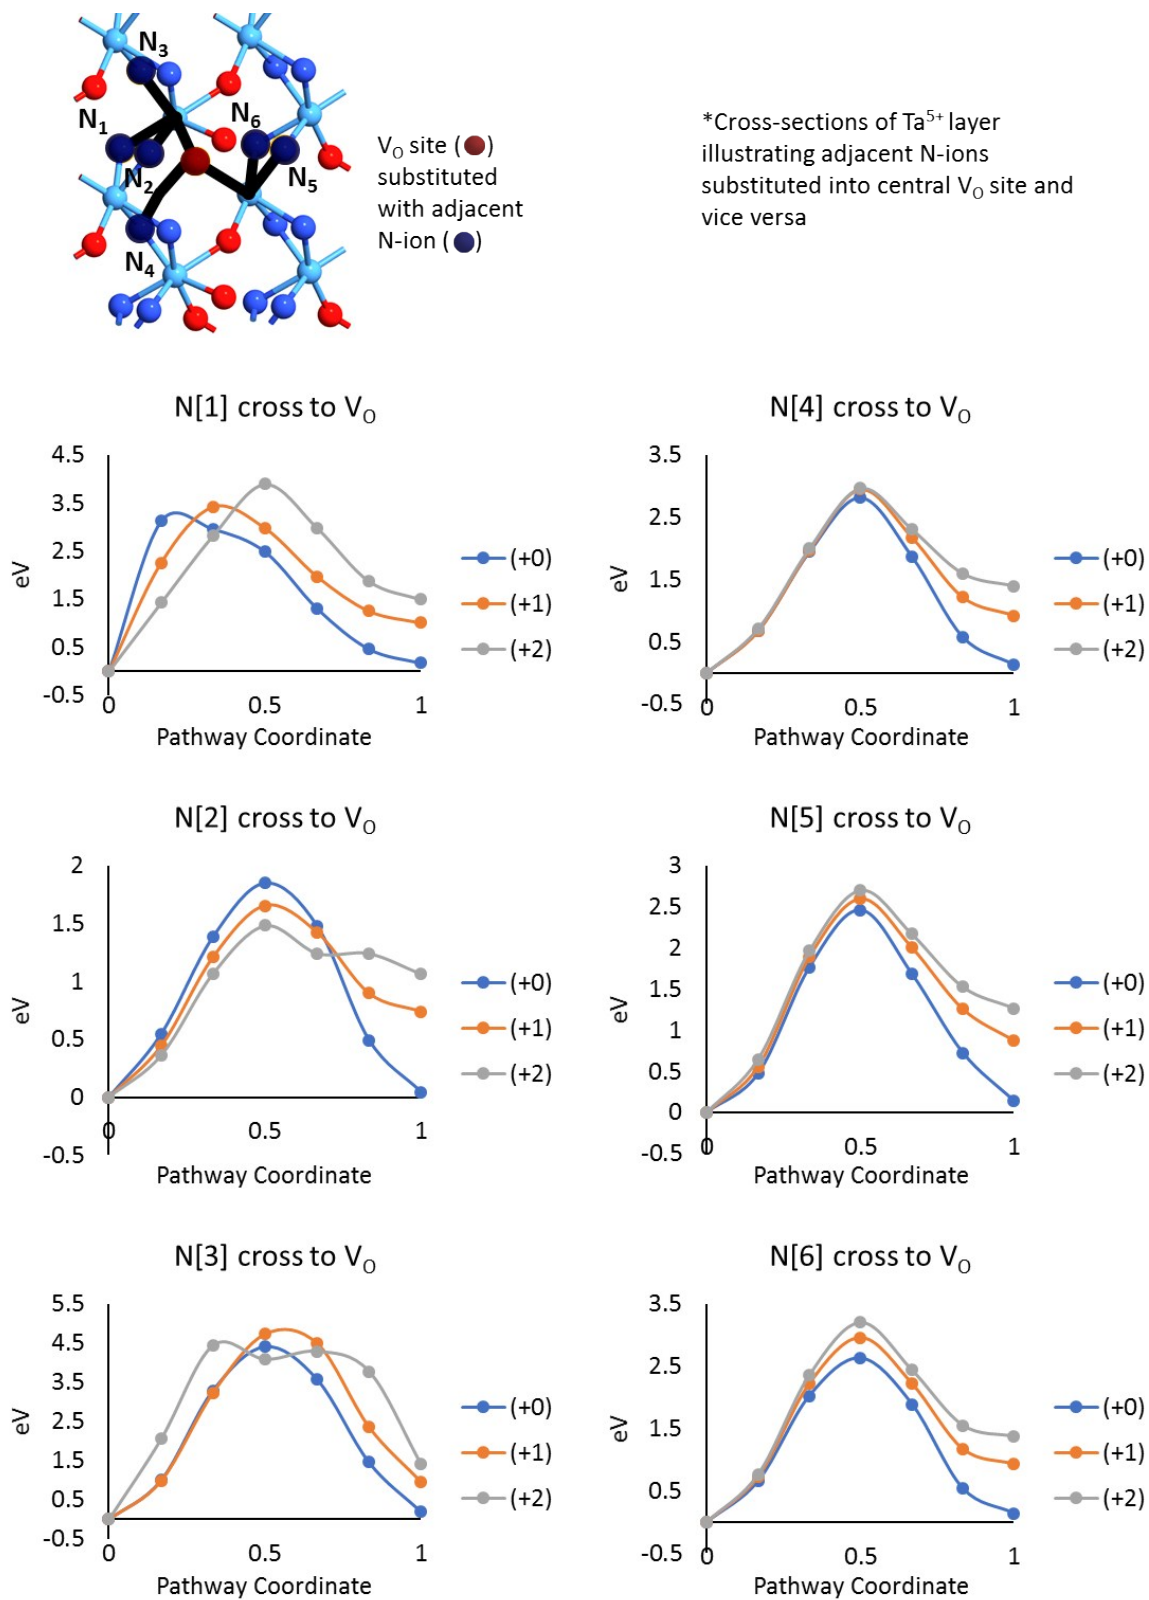 N3
N1
N6
N2
N5
N4
VO site ( )
substituted
with adjacent
N-ion ( )
*Cross-sections of Ta5+ layer
illustrating adjacent N-ions
substituted into central VO site and
vice versa
N[1] cross to VO
4.5
3.5
2.5
1.5
0.5
-0.5
eV
0 0.5 1
Pathway Coordinate
(+0)
(+1)
(+2)
N[4] cross to VO
3.5
2.5
1.5
0.5
-0.5
eV
0 0.5 1
Pathway Coordinate
(+0)
(+1)
(+2)
N[2] cross to VO
2
1.5
1
0.5
0
-0.5
eV
0 0.5 1
Pathway Coordinate
(+0)
(+1)
(+2)
N[5] cross to VO
3
2.5
2
1.5
1
0.5
0
-0.5
eV
0 0.5 1
Pathway Coordinate
(+0)
(+1)
(+2)
N[3] cross to VO
5.5
4.5
3.5
2.5
1.5
0.5
-0.5
eV
0 0.5 1
Pathway Coordinate
(+0)
(+1)
(+2)
N[6] cross to VO
3.5
2.5
1.5
0.5
-0.5
eV
0 0.5 1
Pathway Coordinate
(+0)
(+1)
(+2)